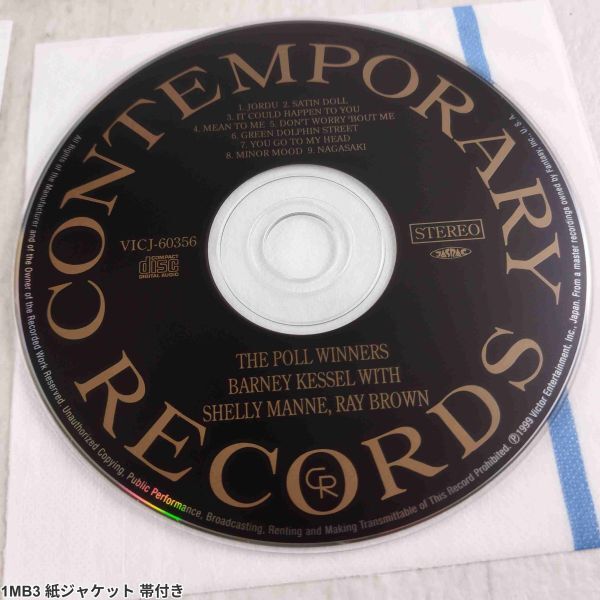 CONTEMPORARY
1. JORDU 2. SATIN DOLL
3. IT COULD HAPPEN TO YOU
4. MEAN TO ME 5. DON'T WORRY 'BOUT ME
6. GREEN DOLPHIN STREET
7. YOU GO TO MY HEAD
8. MINOR MOOD 9. NAGASAKI
VICJ-60356
COMPACT
disc
DIGITAL AUDIO
STEREO
JASRAC
THE POLL WINNERS
BARNEY KESSEL WITH
SHELLY MANNE, RAY BROWN
CR
RECORDS
All Rights of the Manufacturer and of the Owner of the Recorded Work Reserved. Unauthorized Copying, Public Performance, Broadcasting, Renting and Making Transmittable of This Record Prohibited. ℗1999 Victor Entertainment, Inc., Japan. From a master recordings owned by Fantasy, Inc., U.S.A.
1MB3 紙ジャケット 帯付き